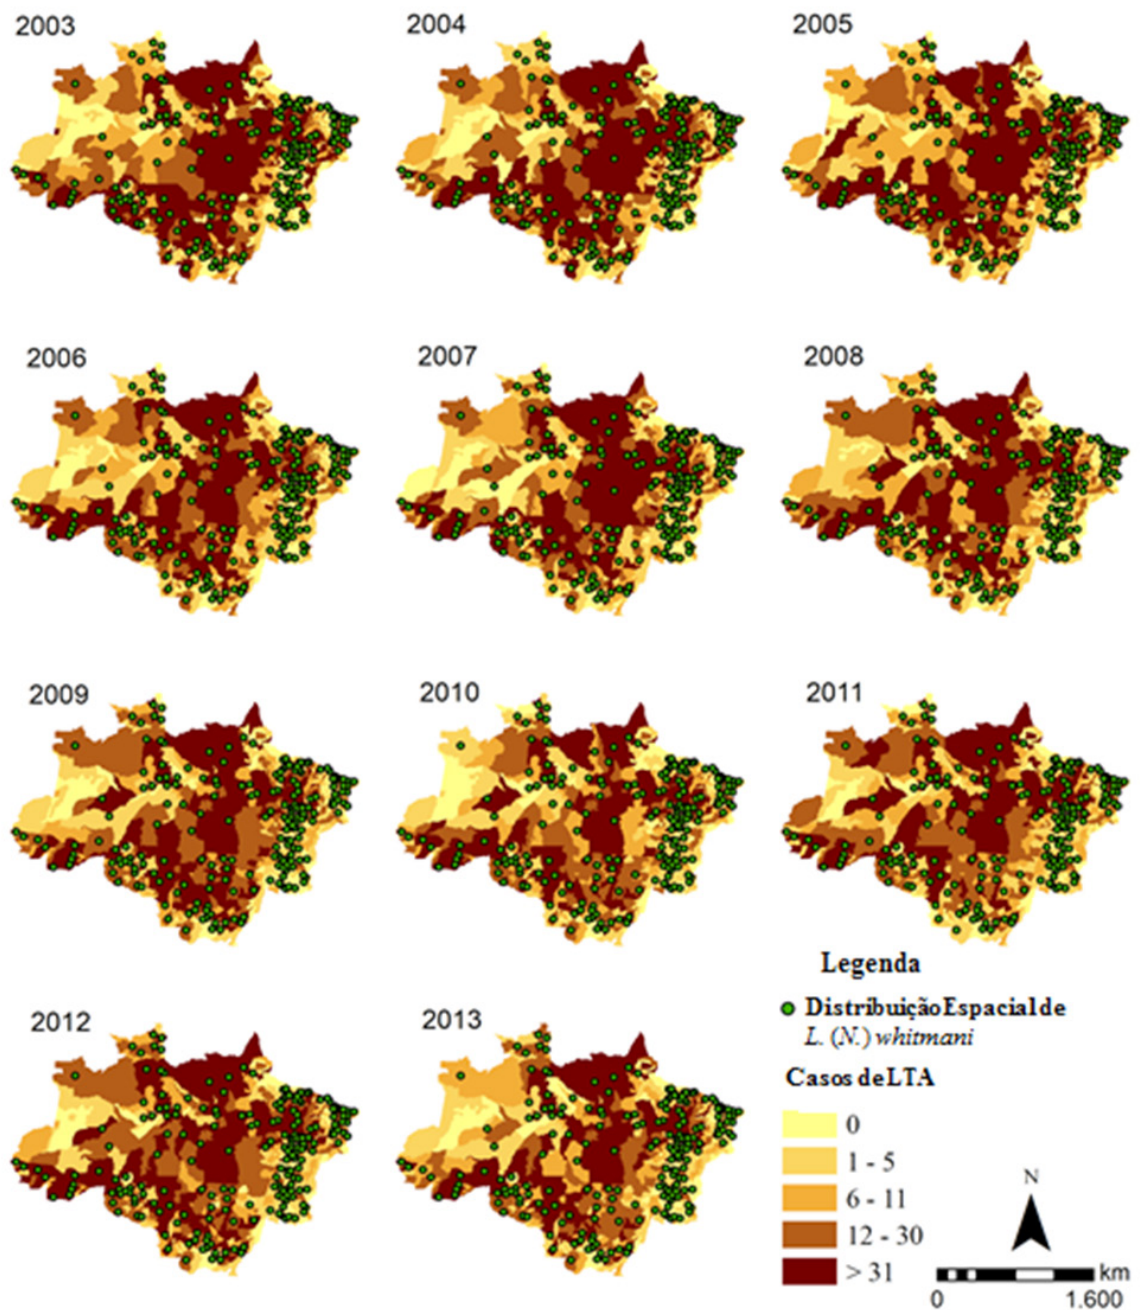 2003
2004
2005
2006
2007
2008
2009
2010
2011
2012
2013
Legenda
Distribuição Espacial de
L. (N.) whitmani
Casos de LTA
0
1 - 5
6 - 11
12 - 30
> 31
N
km
0 1.600